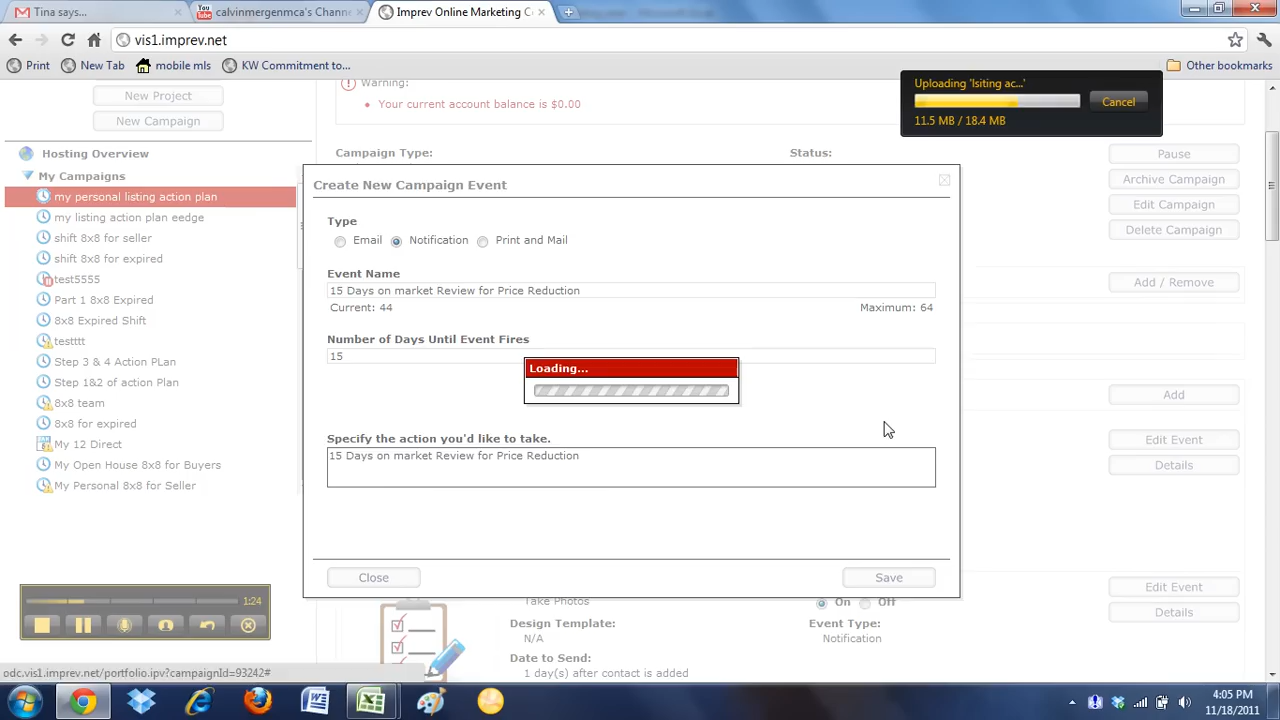 Tina says...
calvinmergenmca's Channe
Imprev Online Marketing C
vis1.imprev.net
Print
New Tab
mobile mls
KW Commitment to...
Other bookmarks
New Project
New Campaign
Hosting Overview
My Campaigns
my personal listing action plan
my listing action plan eedge
shift 8x8 for seller
shift 8x8 for expired
test5555
Part 1 8x8 Expired
8x8 Expired Shift
testttt
Step 3 & 4 Action PLan
Step 1&2 of action Plan
8x8 team
8x8 for expired
My 12 Direct
My Open House 8x8 for Buyers
My Personal 8x8 for Seller
Warning:
• Your current account balance is $0.00
Campaign Type:
Status:
Uploading 'lsiting ac...'
Cancel
11.5 MB / 18.4 MB
Pause
Archive Campaign
Edit Campaign
Delete Campaign
Add / Remove
Add
Edit Event
Details
Edit Event
Details
Create New Campaign Event
Type
Email
Notification
Print and Mail
Event Name
15 Days on market Review for Price Reduction
Current: 44
Maximum: 64
Number of Days Until Event Fires
15
Loading...
Specify the action you'd like to take.
15 Days on market Review for Price Reduction
Close
Save
Take Photos
On
Off
Design Template:
Event Type:
N/A
Notification
Date to Send:
1 day(s) after contact is added
1:24
odc.vis1.imprev.net/portfolio.ipv?campaignId=93242#
4:05 PM
11/18/2011